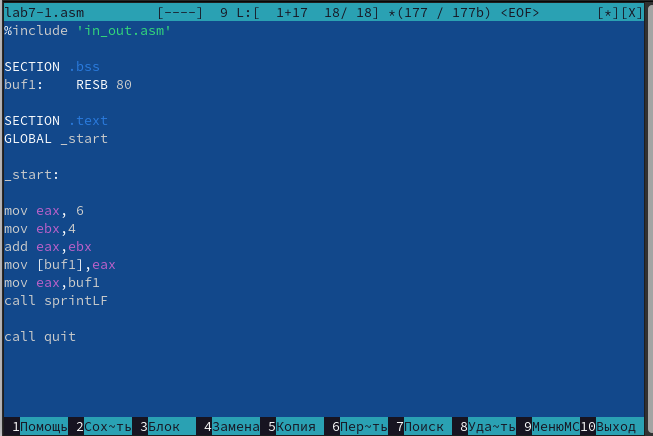 lab7-1.asm [----] 9 L:[ 1+17 18/ 18] *(177 / 177b) <EOF> [*][X]
%include 'in_out.asm'
SECTION .bss
buf1: RESB 80
SECTION .text
GLOBAL _start
_start:
mov eax, 6
mov ebx,4
add eax,ebx
mov [buf1],eax
mov eax,buf1
call sprintLF
call quit
1Помощь 2Сох~ть 3Блок 4Замена 5Копия 6Пер~ть 7Поиск 8Уда~ть 9МенюМС 10Выход